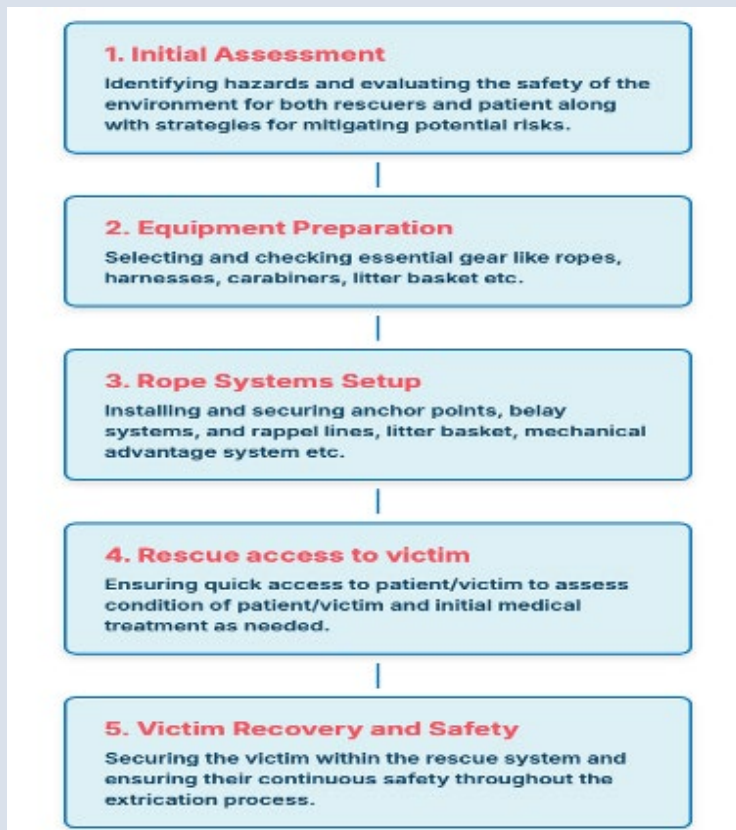 1. Initial Assessment
Identifying hazards and evaluating the safety of the
environment for both rescuers and patient along
with strategies for mitigating potential risks.
2. Equipment Preparation
Selecting and checking essential gear like ropes,
harnesses, carabiners, litter basket etc.
3. Rope Systems Setup
Installing and securing anchor points, belay
systems, and rappel lines, litter basket, mechanical
advantage system etc.
4. Rescue access to victim
Ensuring quick access to patient/victim to assess
condition of patient/victim and initial medical
treatment as needed.
5. Victim Recovery and Safety
Securing the victim within the rescue system and
ensuring their continuous safety throughout the
extrication process.